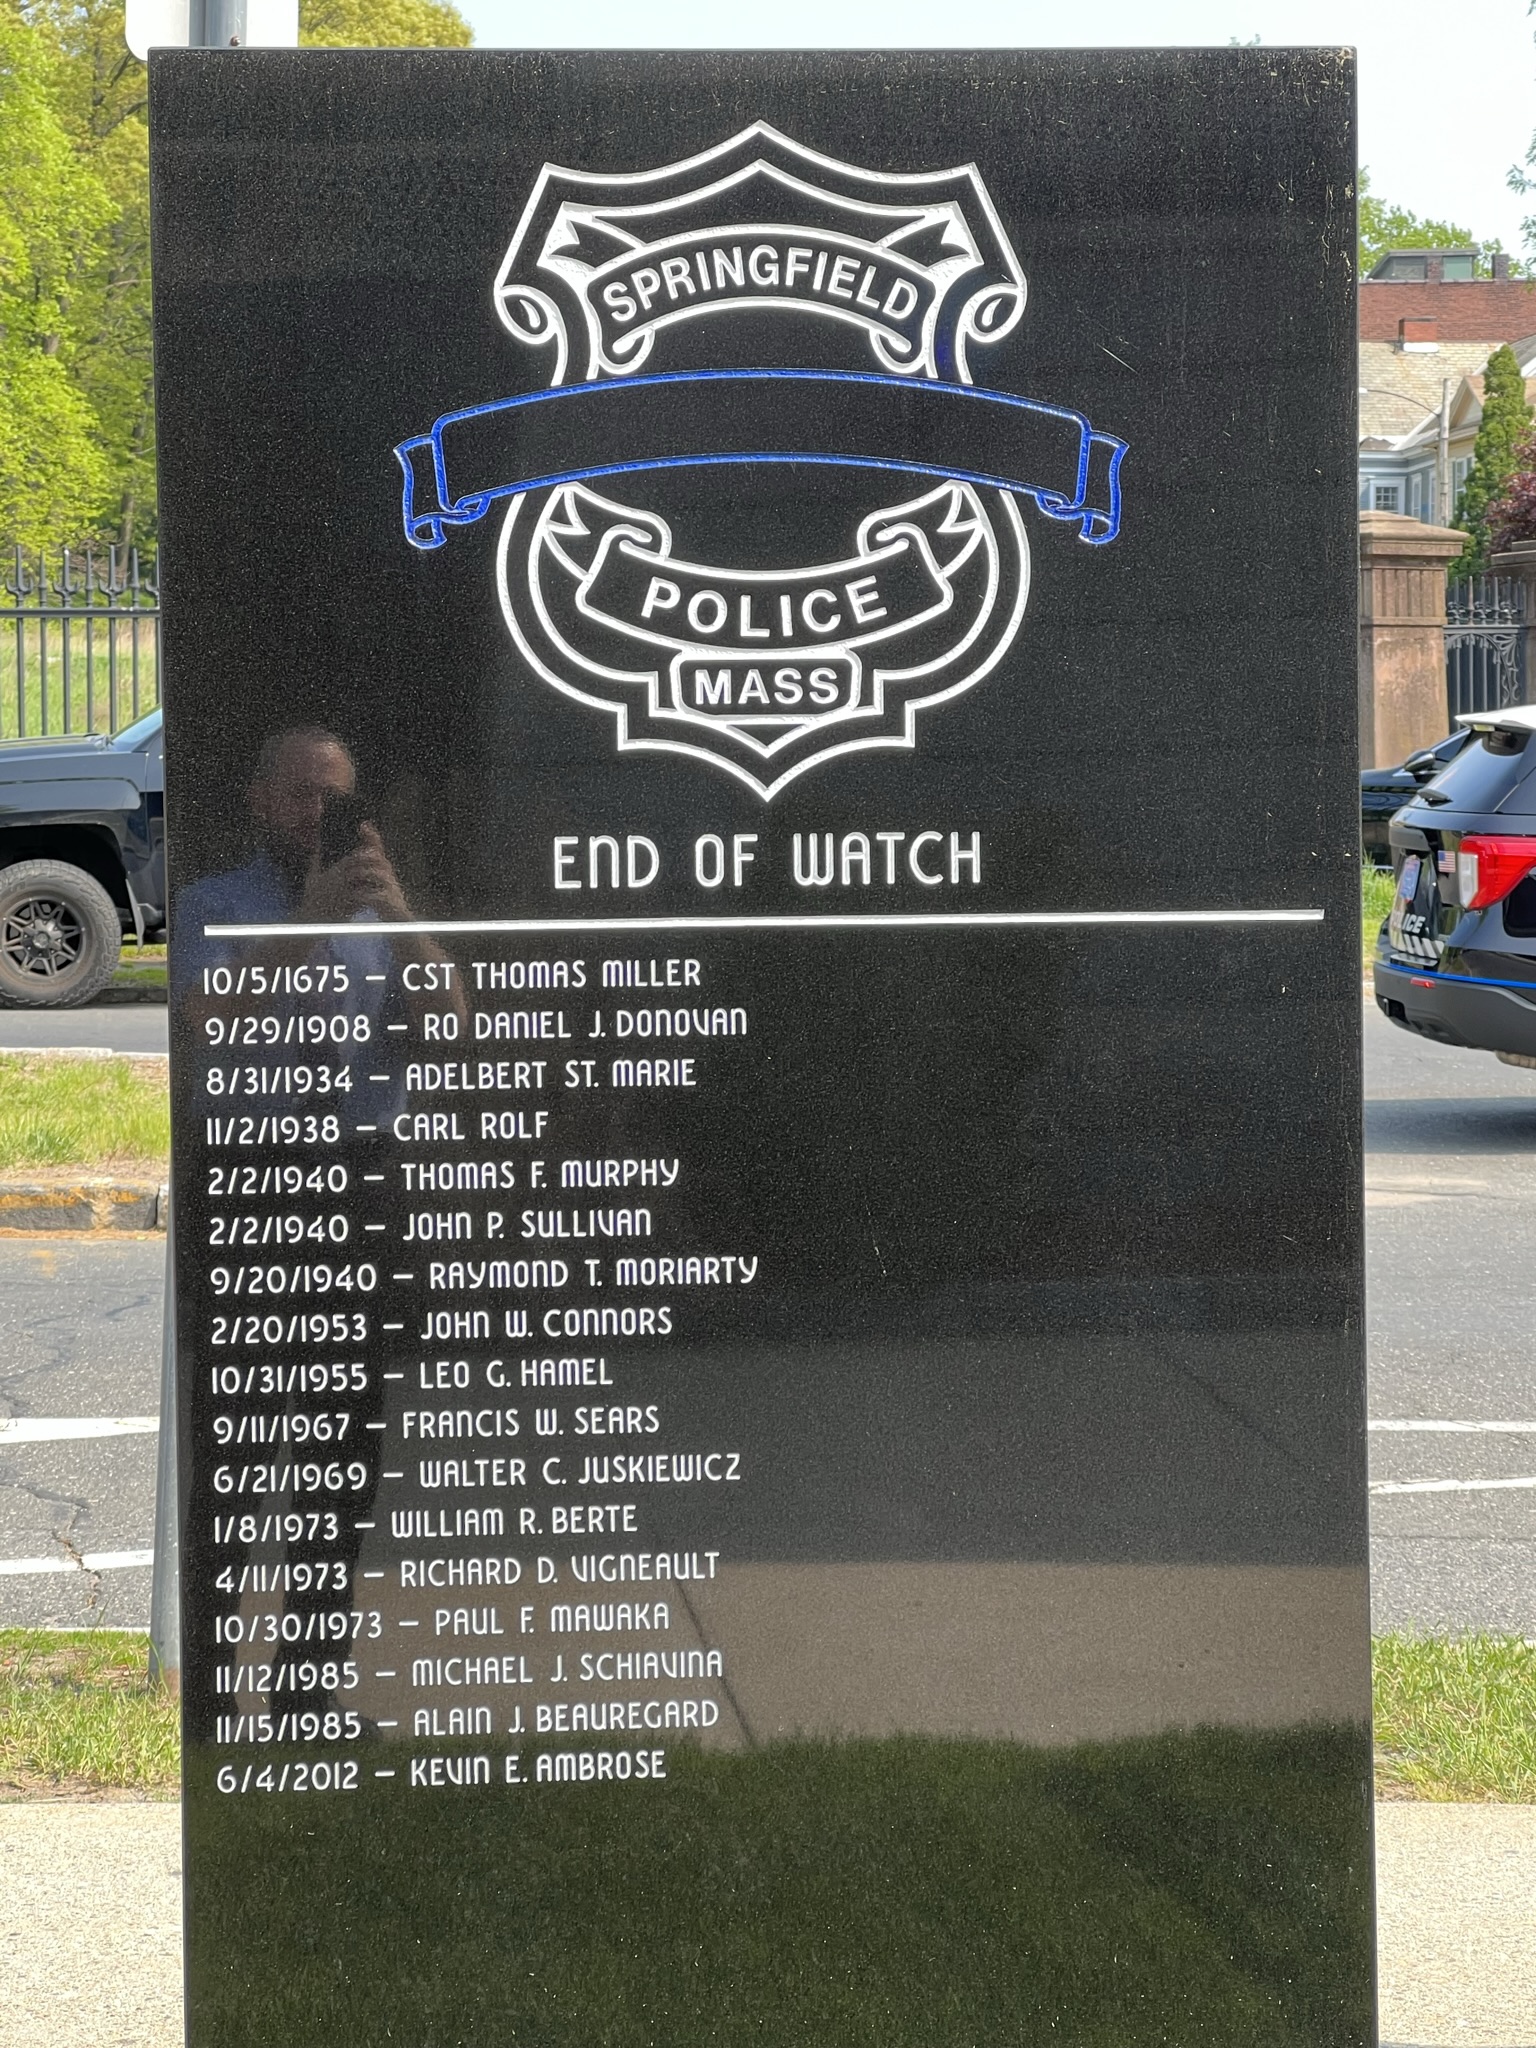 SPRINGFIELD
POLICE
MASS
END OF WATCH
10/5/1675 – CST THOMAS MILLER
9/29/1908 – RO DANIEL J. DONOVAN
8/31/1934 – ADELBERT ST. MARIE
11/2/1938 – CARL ROLF
2/2/1940 – THOMAS F. MURPHY
2/2/1940 – JOHN P. SULLIVAN
9/20/1940 – RAYMOND T. MORIARTY
2/20/1953 – JOHN W. CONNORS
10/31/1955 – LEO G. HAMEL
9/11/1967 – FRANCIS W. SEARS
6/21/1969 – WALTER C. JUSKIEWICZ
1/8/1973 – WILLIAM R. BERTE
4/11/1973 – RICHARD D. VIGNEAULT
10/30/1973 – PAUL F. MAWAKA
11/12/1985 – MICHAEL J. SCHIAVINA
11/15/1985 – ALAIN J. BEAUREGARD
6/4/2012 – KEVIN E. AMBROSE